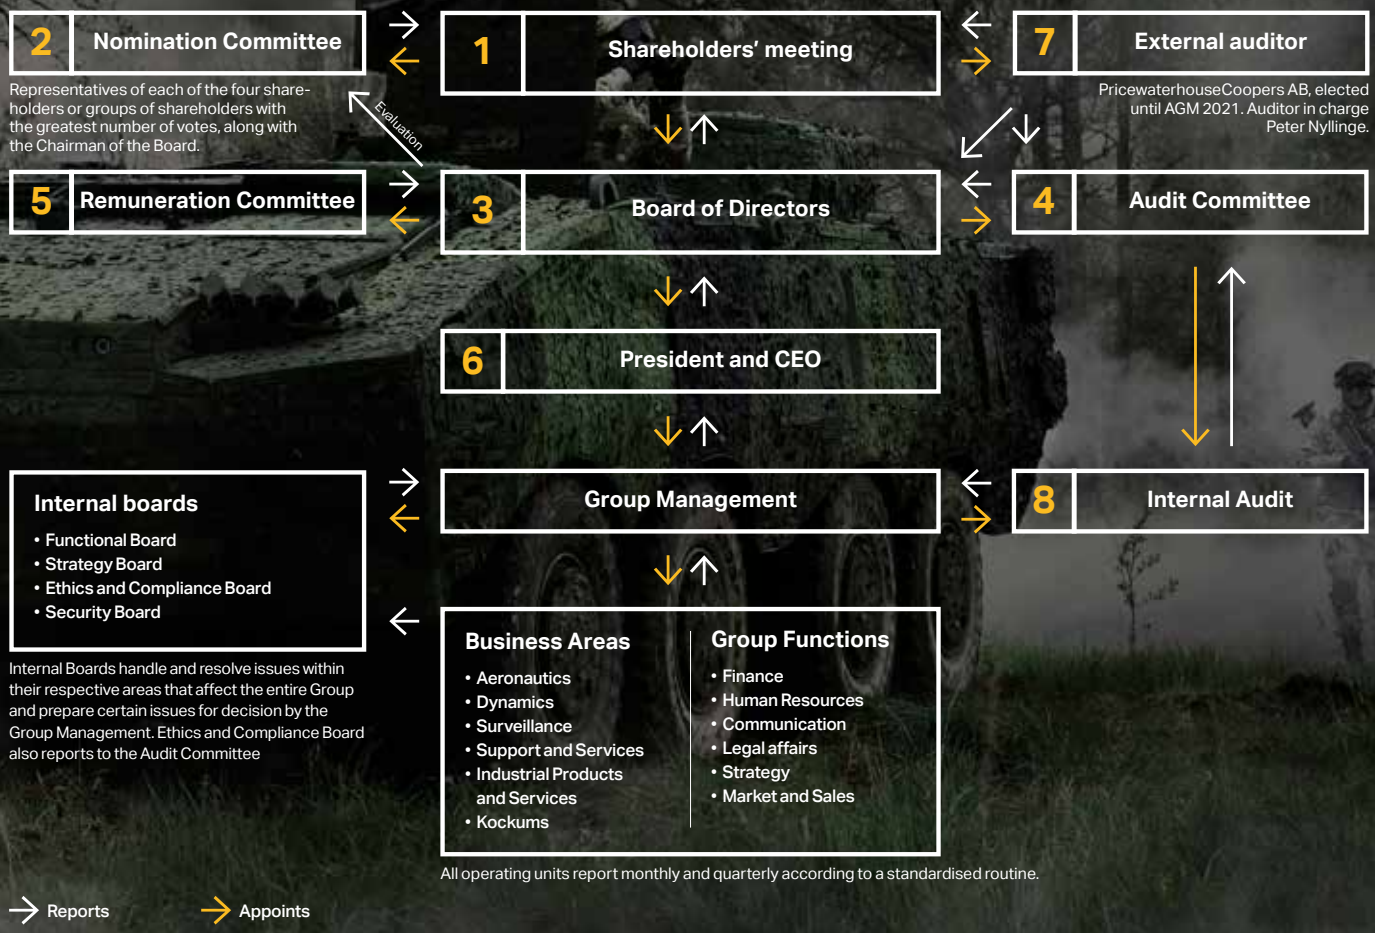 2
Nomination Committee
1
Shareholders’ meeting
7
External auditor
Representatives of each of the four share-
holders or groups of shareholders with
the greatest number of votes, along with
the Chairman of the Board.
Evaluation
PricewaterhouseCoopers AB, elected
until AGM 2021. Auditor in charge
Peter Nyllinge.
5
Remuneration Committee
3
Board of Directors
4
Audit Committee
6
President and CEO
Internal boards
• Functional Board
• Strategy Board
• Ethics and Compliance Board
• Security Board
Group Management
8
Internal Audit
Internal Boards handle and resolve issues within
their respective areas that affect the entire Group
and prepare certain issues for decision by the
Group Management. Ethics and Compliance Board
also reports to the Audit Committee
Business Areas
• Aeronautics
• Dynamics
• Surveillance
• Support and Services
• Industrial Products
and Services
• Kockums
Group Functions
• Finance
• Human Resources
• Communication
• Legal affairs
• Strategy
• Market and Sales
All operating units report monthly and quarterly according to a standardised routine.
Reports
Appoints